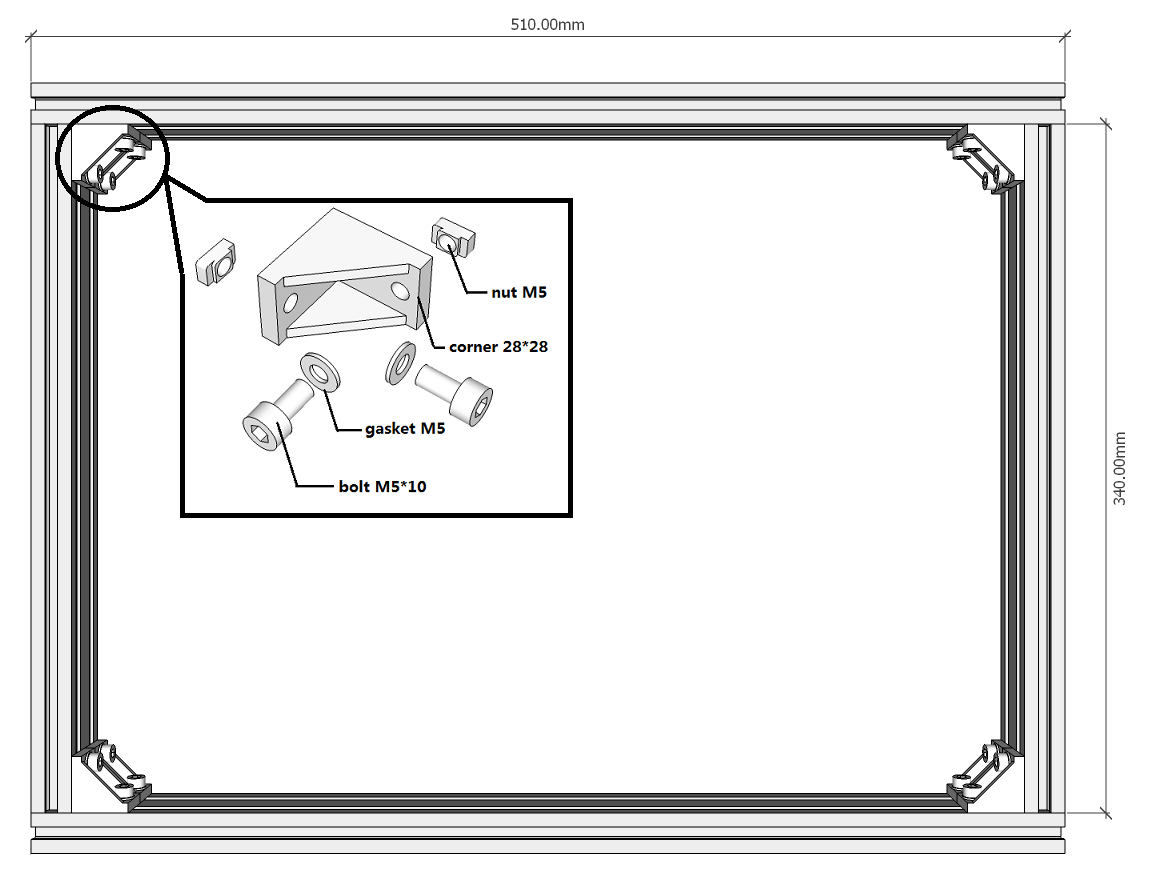 510.00mm
nut M5
corner 28*28
gasket M5
bolt M5*10
340.00mm